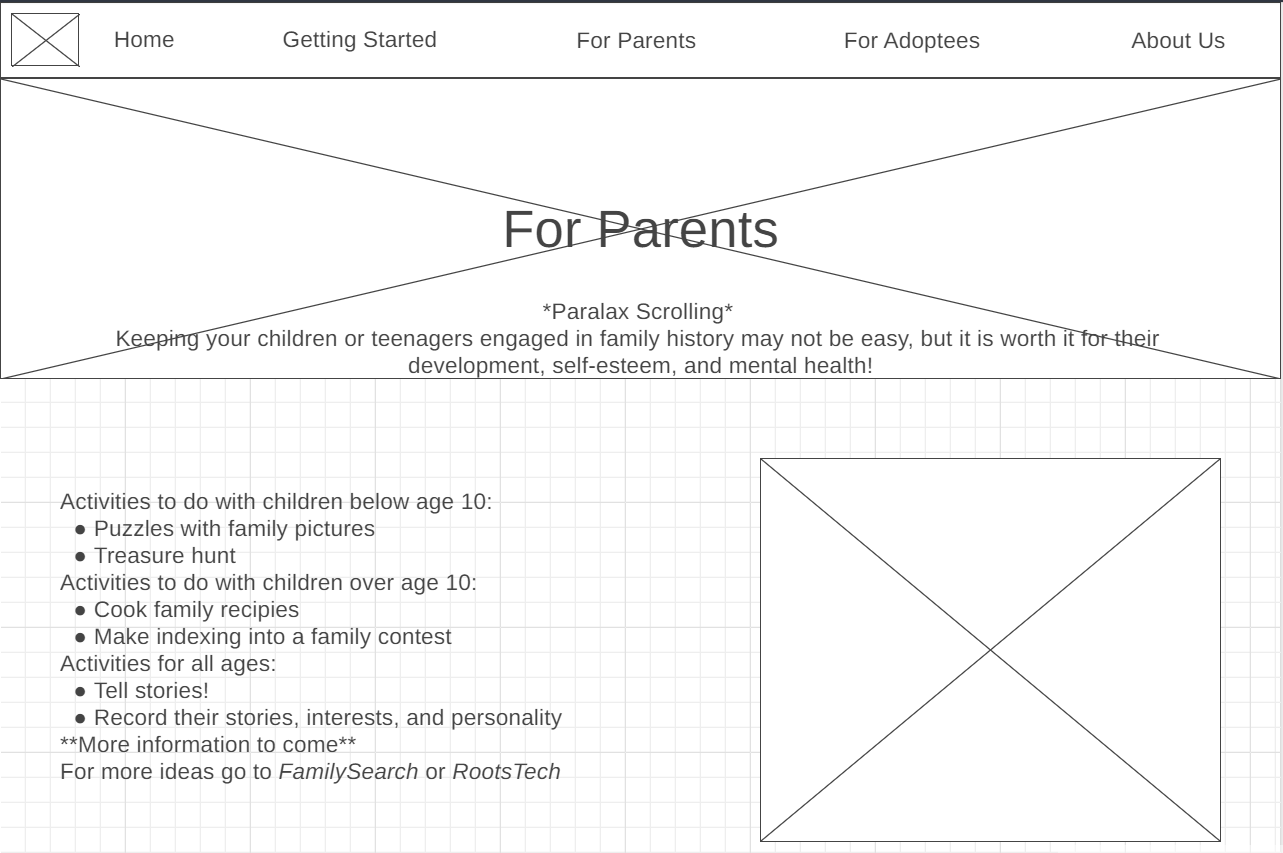 Home Getting Started For Parents For Adoptees About Us
For Parents
*Paralax Scrolling*
Keeping your children or teenagers engaged in family history may not be easy, but it is worth it for their
development, self-esteem, and mental health!
Activities to do with children below age 10:
● Puzzles with family pictures
● Treasure hunt
Activities to do with children over age 10:
● Cook family recipies
● Make indexing into a family contest
Activities for all ages:
● Tell stories!
● Record their stories, interests, and personality
**More information to come**
For more ideas go to FamilySearch or RootsTech